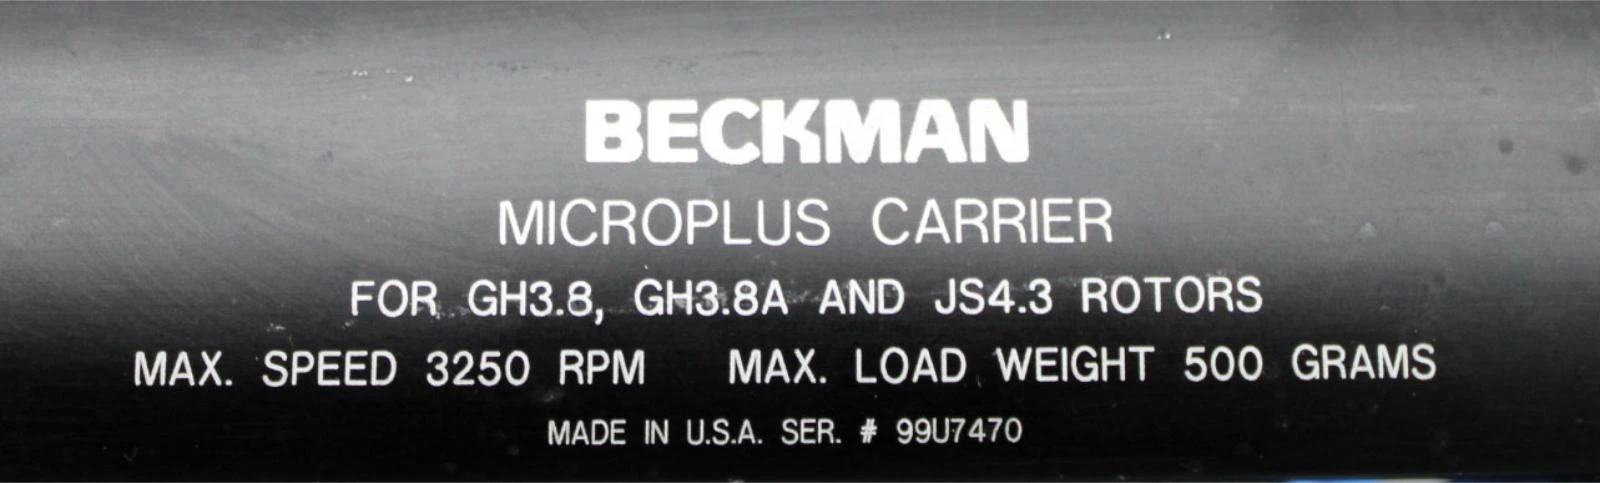 BECKMAN
MICROPLUS CARRIER
FOR GH3.8, GH3.8A AND JS4.3 ROTORS
MAX. SPEED 3250 RPM MAX. LOAD WEIGHT 500 GRAMS
MADE IN U.S.A. SER. # 99U7470